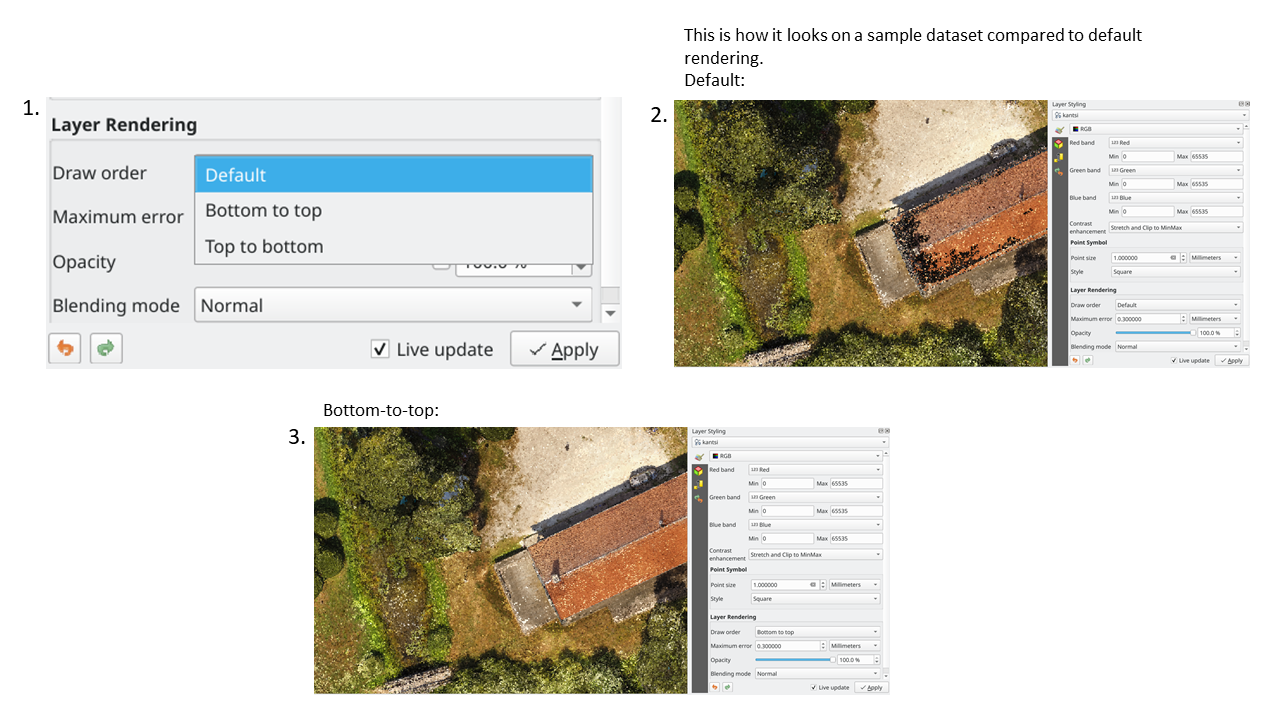 This is how it looks on a sample dataset compared to default
rendering.
Default:
1.
Layer Rendering
Draw order
Default
Bottom to top
Top to bottom
Maximum error
Opacity
100.0 %
Blending mode Normal
Live update Apply
2.
Layer Styling
kantsi
RGB
Red band 123 Red
Min 0 Max 65535
Green band 123 Green
Min 0 Max 65535
Blue band 123 Blue
Min 0 Max 65535
Contrast
enhancement Stretch and Clip to MinMax
Point Symbol
Point size 1.000000 Millimeters
Style Square
Layer Rendering
Draw order Default
Maximum error 0.300000 Millimeters
Opacity 100.0 %
Blending mode Normal
Live update Apply
Bottom-to-top:
3.
Layer Styling
kantsi
RGB
Red band 123 Red
Min 0 Max 65535
Green band 123 Green
Min 0 Max 65535
Blue band 123 Blue
Min 0 Max 65535
Contrast
enhancement Stretch and Clip to MinMax
Point Symbol
Point size 1.000000 Millimeters
Style Square
Layer Rendering
Draw order Bottom to top
Maximum error 0.300000 Millimeters
Opacity 100.0 %
Blending mode Normal
Live update Apply